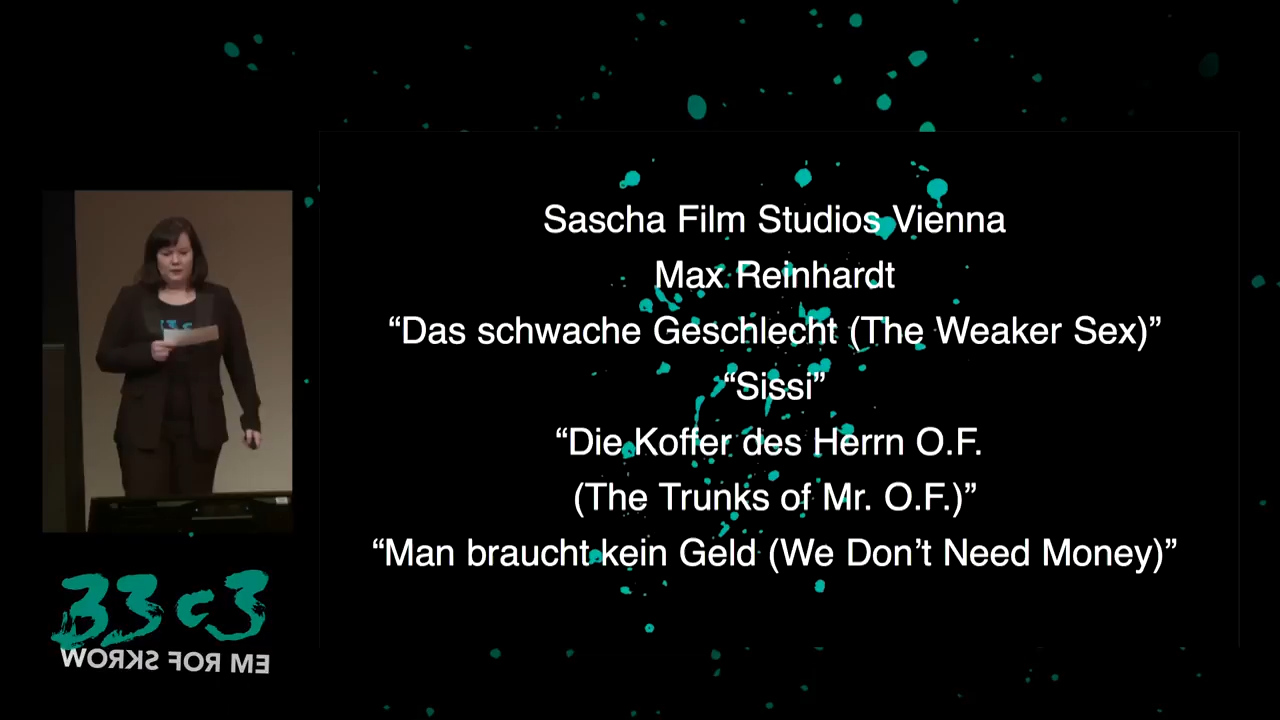 Sascha Film Studios Vienna
Max Reinhardt
“Das schwache Geschlecht (The Weaker Sex)”
“Sissi”
“Die Koffer des Herrn O.F.
(The Trunks of Mr. O.F.)”
“Man braucht kein Geld (We Don’t Need Money)”
33c3
WORKS FOR ME